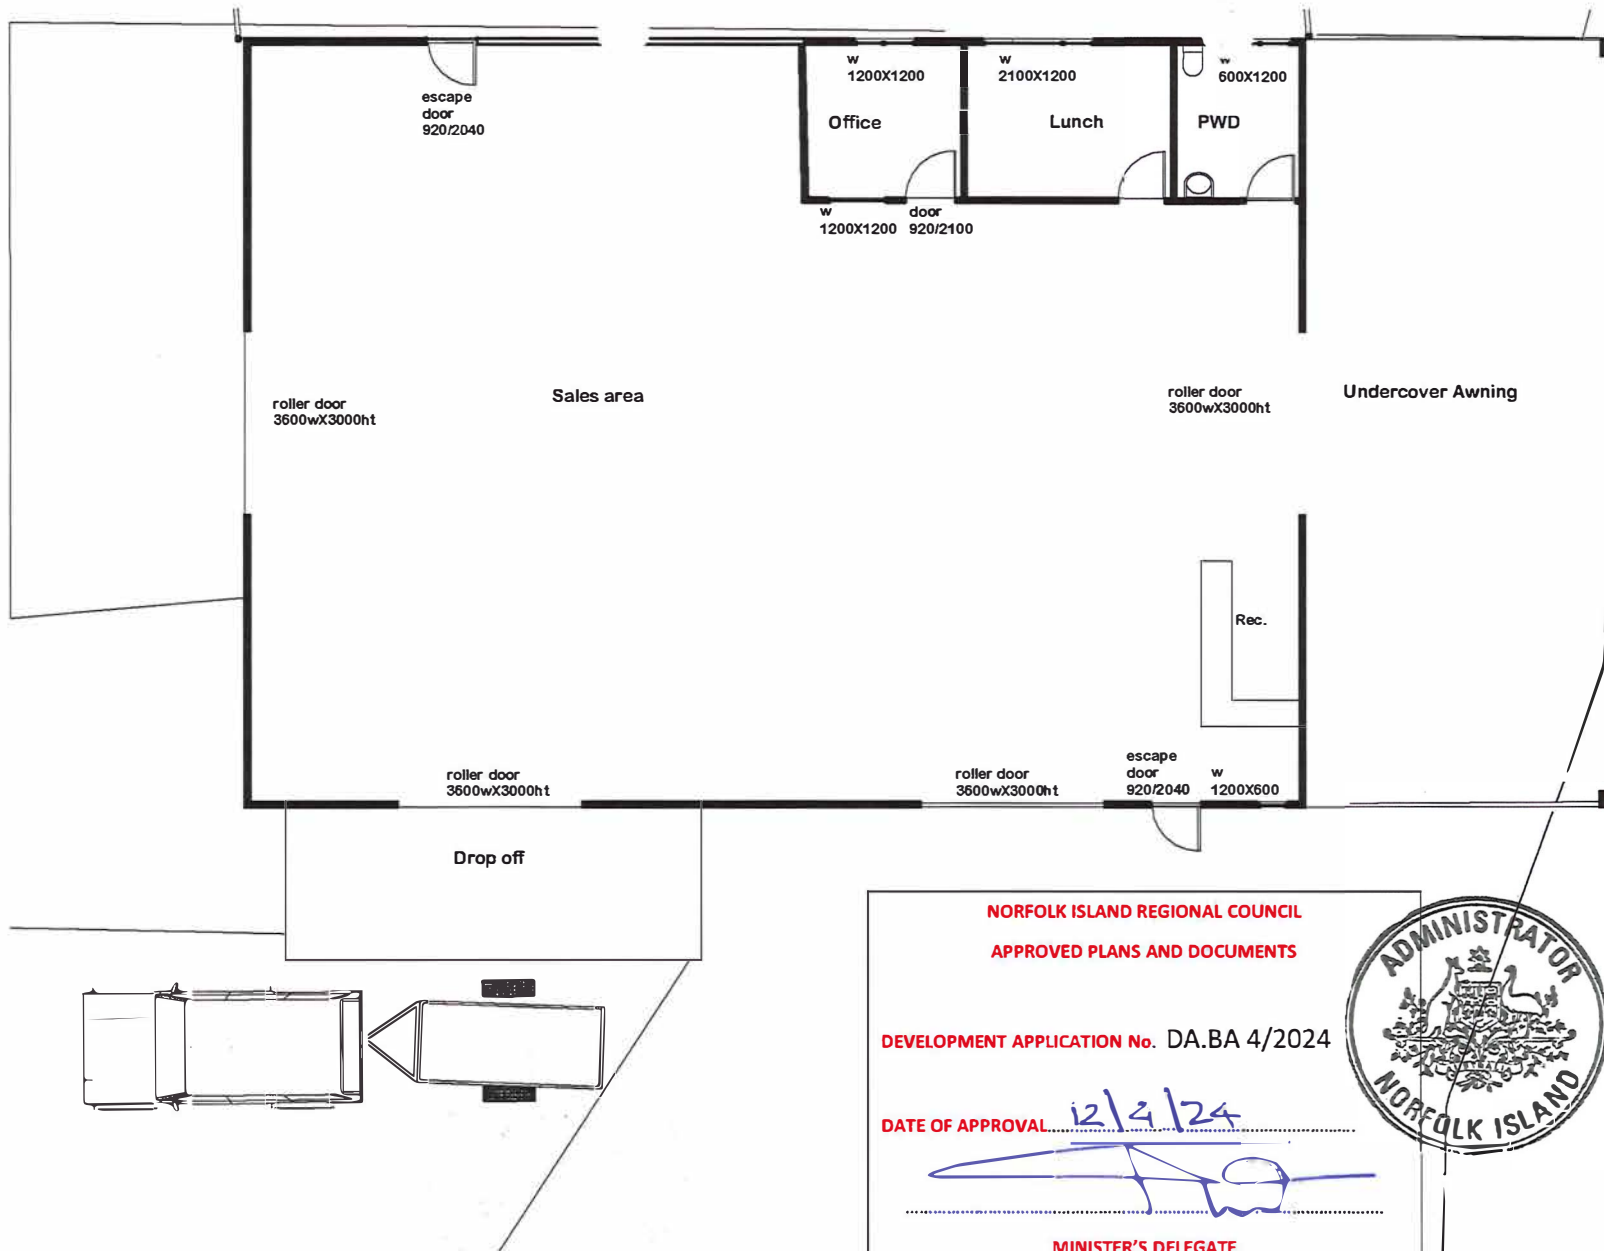 w
1200X1200
w
2100X1200
w
600X1200
escape
door
920/2040
Office
Lunch
PWD
w
1200X1200
door
920/2100
roller door
3600wX3000ht
Sales area
roller door
3600wX3000ht
Undercover Awning
Rec.
roller door
3600wX3000ht
roller door
3600wX3000ht
escape
door
920/2040
w
1200X600
Drop off
NORFOLK ISLAND REGIONAL COUNCIL
APPROVED PLANS AND DOCUMENTS
DEVELOPMENT APPLICATION No. DA.BA 4/2024
DATE OF APPROVAL 12/4/24
MINISTER'S DELEGATE
ADMINISTRATOR
NORFOLK ISLAND